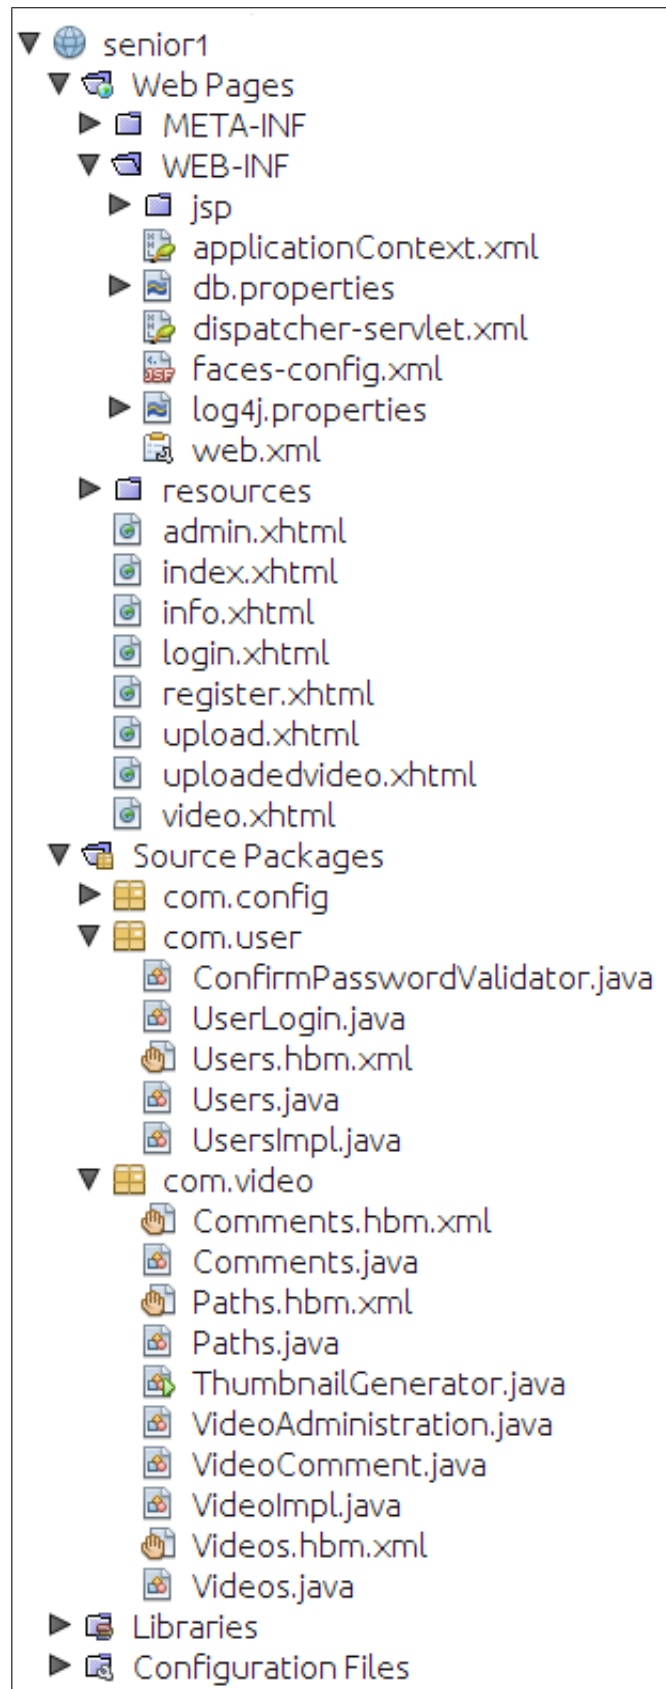 senior1
Web Pages
META-INF
WEB-INF
jsp
applicationContext.xml
db.properties
dispatcher-servlet.xml
faces-config.xml
log4j.properties
web.xml
resources
admin.xhtml
index.xhtml
info.xhtml
login.xhtml
register.xhtml
upload.xhtml
uploadedvideo.xhtml
video.xhtml
Source Packages
com.config
com.user
ConfirmPasswordValidator.java
UserLogin.java
Users.hbm.xml
Users.java
UsersImpl.java
com.video
Comments.hbm.xml
Comments.java
Paths.hbm.xml
Paths.java
ThumbnailGenerator.java
VideoAdministration.java
VideoComment.java
VideoImpl.java
Videos.hbm.xml
Videos.java
Libraries
Configuration Files